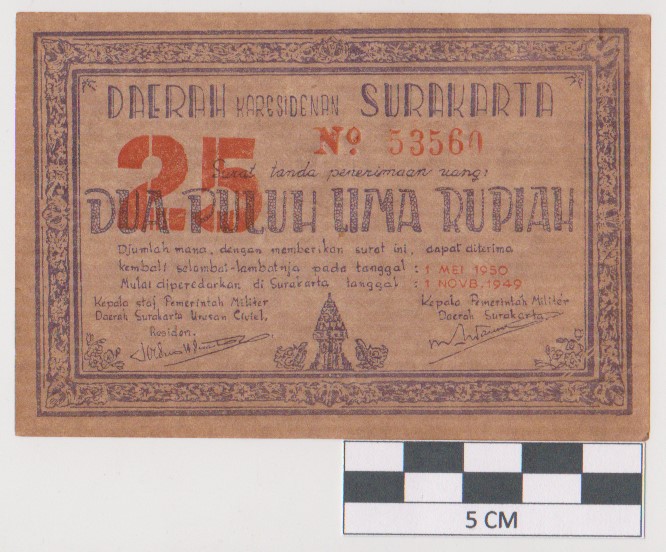 DAERAH KARESIDENAN SURAKARTA
25
No. 53560
Surat tanda penerimaan uang:
DUA PULUH LIMA RUPIAH
Djumlah mana, dengan memberikan surat ini, dapat diterima
kembali selambat-lambatnja pada tanggal : 1 MEI 1950
Mulai diperedarkan di Surakarta tanggal : 1 NOVB. 1949
Kepala staf Pemerintah Militer
Daerah Surakarta Urusan Civiel,
Residen.
Kepala Pemerintah Militér
Daerah Surakarta.
5 CM